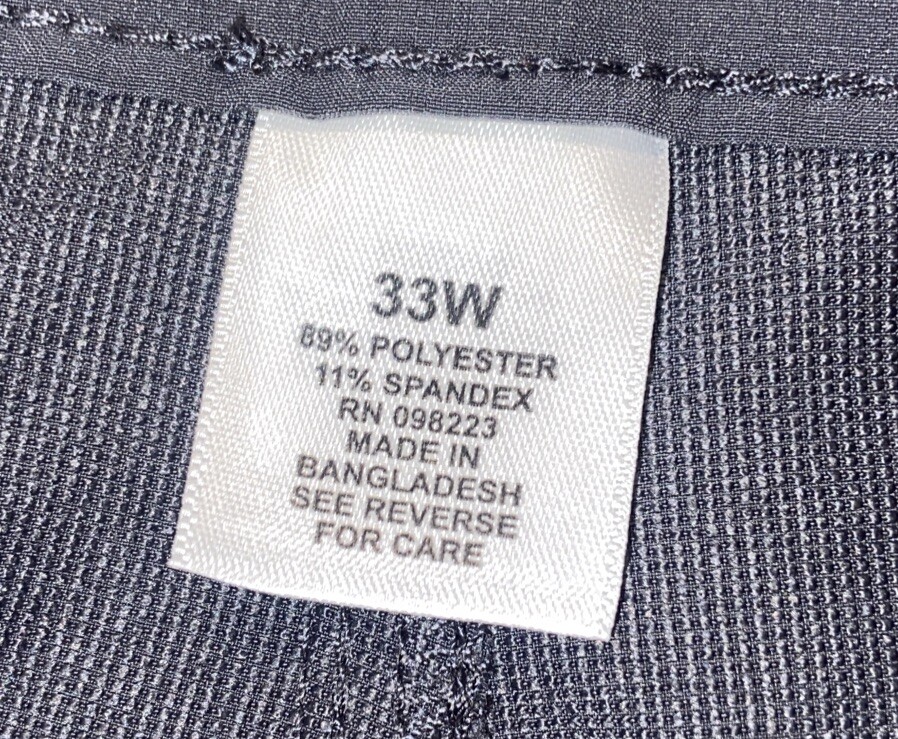 33W
89% POLYESTER
11% SPANDEX
RN 098223
MADE IN
BANGLADESH
SEE REVERSE
FOR CARE